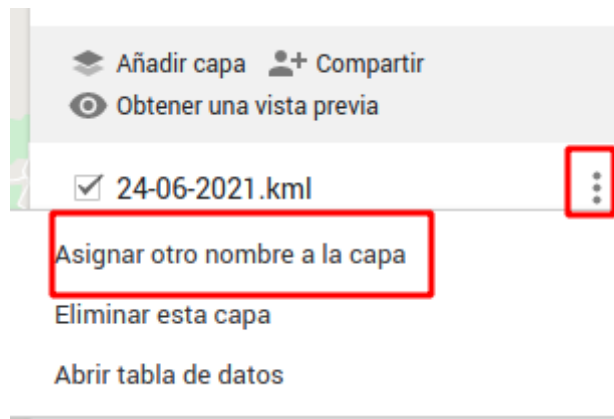 Añadir capa Compartir
Obtener una vista previa
24-06-2021.kml
Asignar otro nombre a la capa
Eliminar esta capa
Abrir tabla de datos